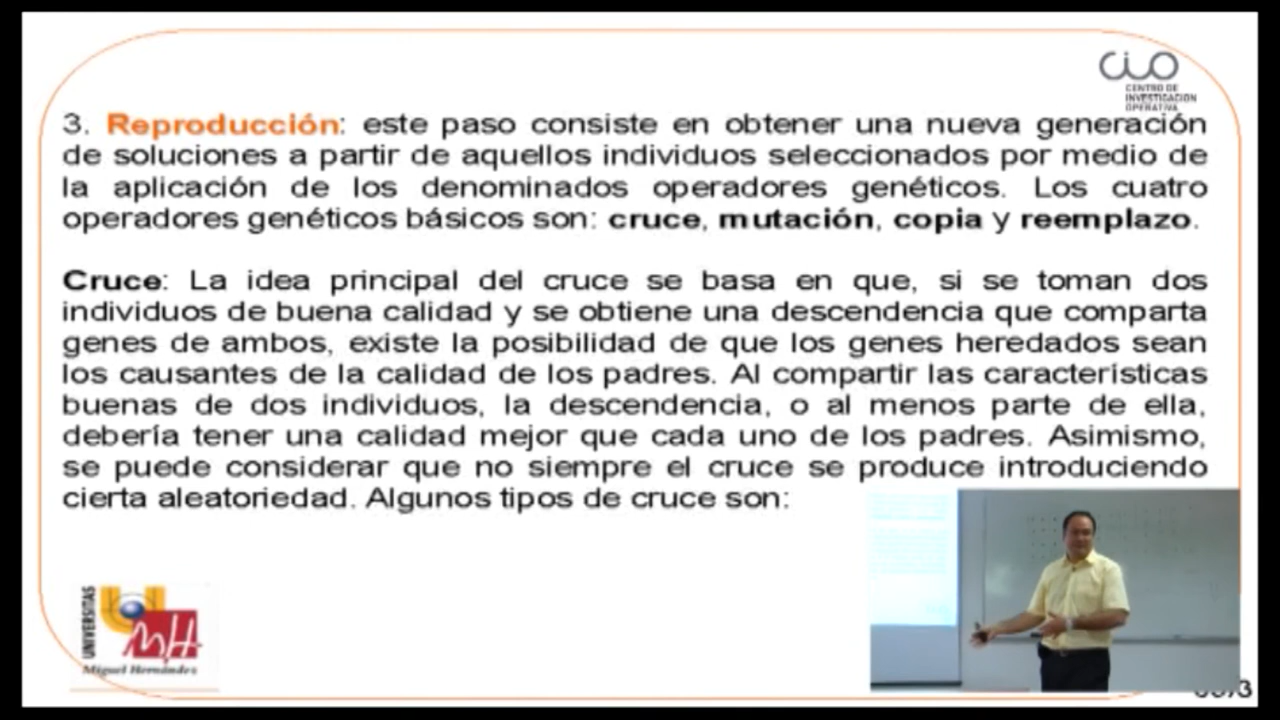 CIO
CENTRO DE
INVESTIGACION
OPERATIVA
3. Reproducción: este paso consiste en obtener una nueva generación
de soluciones a partir de aquellos individuos seleccionados por medio de
la aplicación de los denominados operadores genéticos. Los cuatro
operadores genéticos básicos son: cruce, mutación, copia y reemplazo.
Cruce: La idea principal del cruce se basa en que, si se toman dos
individuos de buena calidad y se obtiene una descendencia que comparta
genes de ambos, existe la posibilidad de que los genes heredados sean
los causantes de la calidad de los padres. Al compartir las características
buenas de dos individuos, la descendencia, o al menos parte de ella,
debería tener una calidad mejor que cada uno de los padres. Asimismo,
se puede considerar que no siempre el cruce se produce introduciendo
cierta aleatoriedad. Algunos tipos de cruce son:
UNIVERSITAS
Miguel Hernández